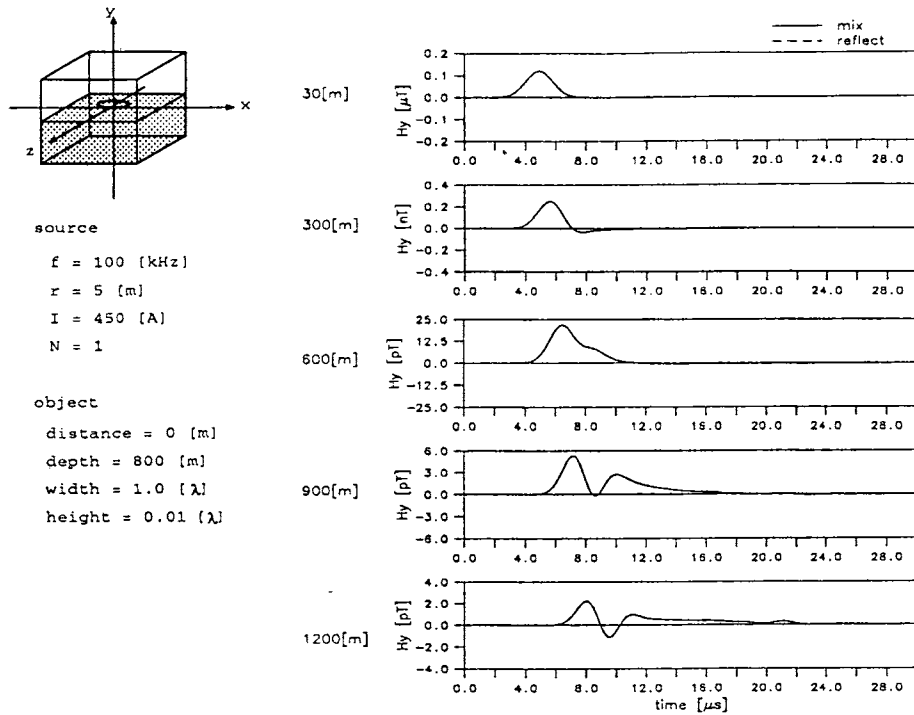 y
x
z
source
f = 100 [kHz]
r = 5 [m]
I = 450 [A]
N = 1
object
distance = 0 [m]
depth = 800 [m]
width = 1.0 [λ]
height = 0.01 [λ]
mix
reflect
30[m]
Hy [μT]
0.2
0.1
0.0
-0.1
-0.2
0.0 4.0 8.0 12.0 16.0 20.0 24.0 28.0
300[m]
Hy [nT]
0.4
0.2
0.0
-0.2
-0.4
0.0 4.0 8.0 12.0 16.0 20.0 24.0 28.0
600[m]
Hy [pT]
25.0
12.5
0.0
-12.5
-25.0
0.0 4.0 8.0 12.0 16.0 20.0 24.0 28.0
900[m]
Hy [pT]
6.0
3.0
0.0
-3.0
-6.0
0.0 4.0 8.0 12.0 16.0 20.0 24.0 28.0
1200[m]
Hy [pT]
4.0
2.0
0.0
-2.0
-4.0
0.0 4.0 8.0 12.0 16.0 20.0 24.0 28.0
time [μs]